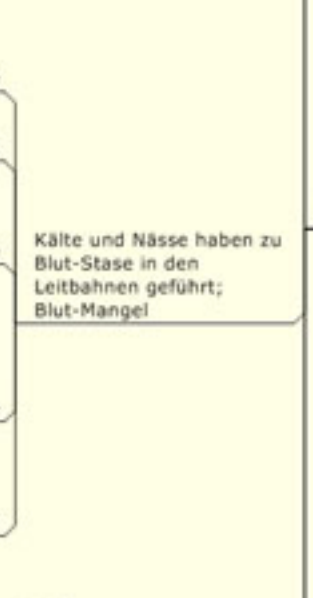 Kälte und Nässe haben zu
Blut-Stase in den
Leitbahnen geführt;
Blut-Mangel